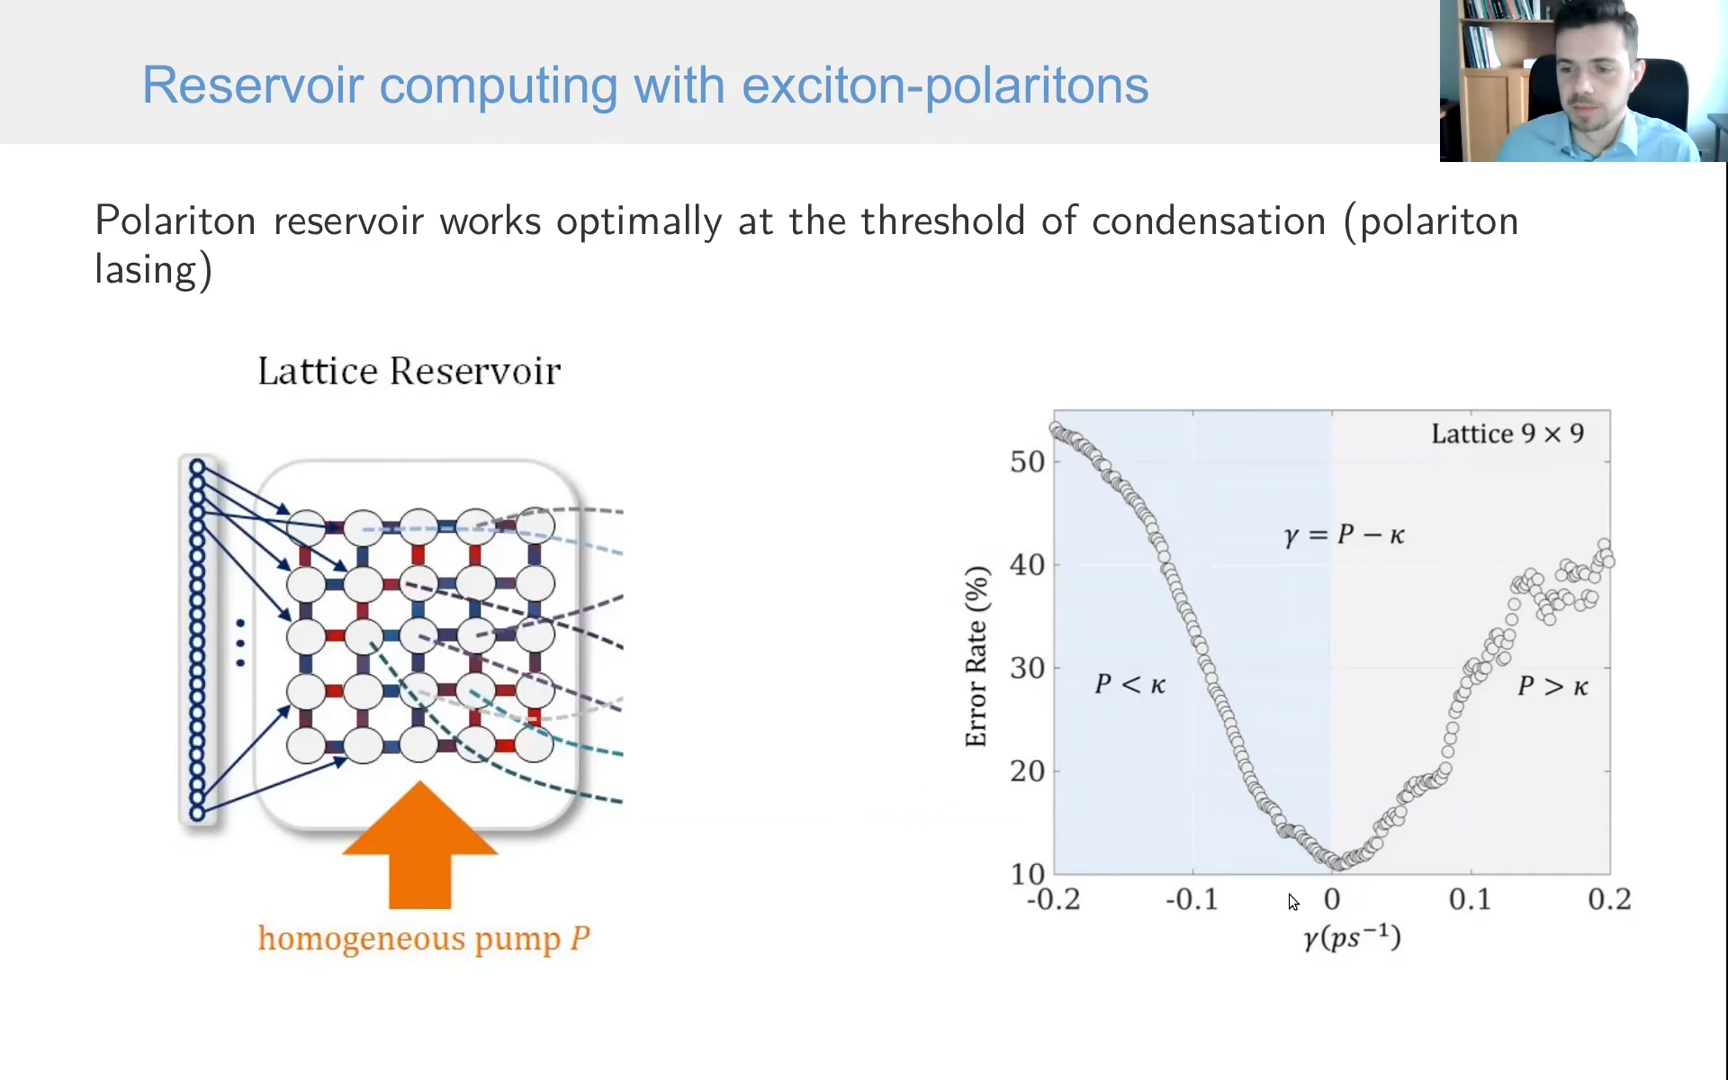 Reservoir computing with exciton-polaritons
Polariton reservoir works optimally at the threshold of condensation (polariton
lasing)
Lattice Reservoir
homogeneous pump P
Lattice 9 × 9
γ = P − κ
P < κ
P > κ
Error Rate (%)
50
40
30
20
10
-0.2
-0.1
0
0.1
0.2
γ(ps⁻¹)